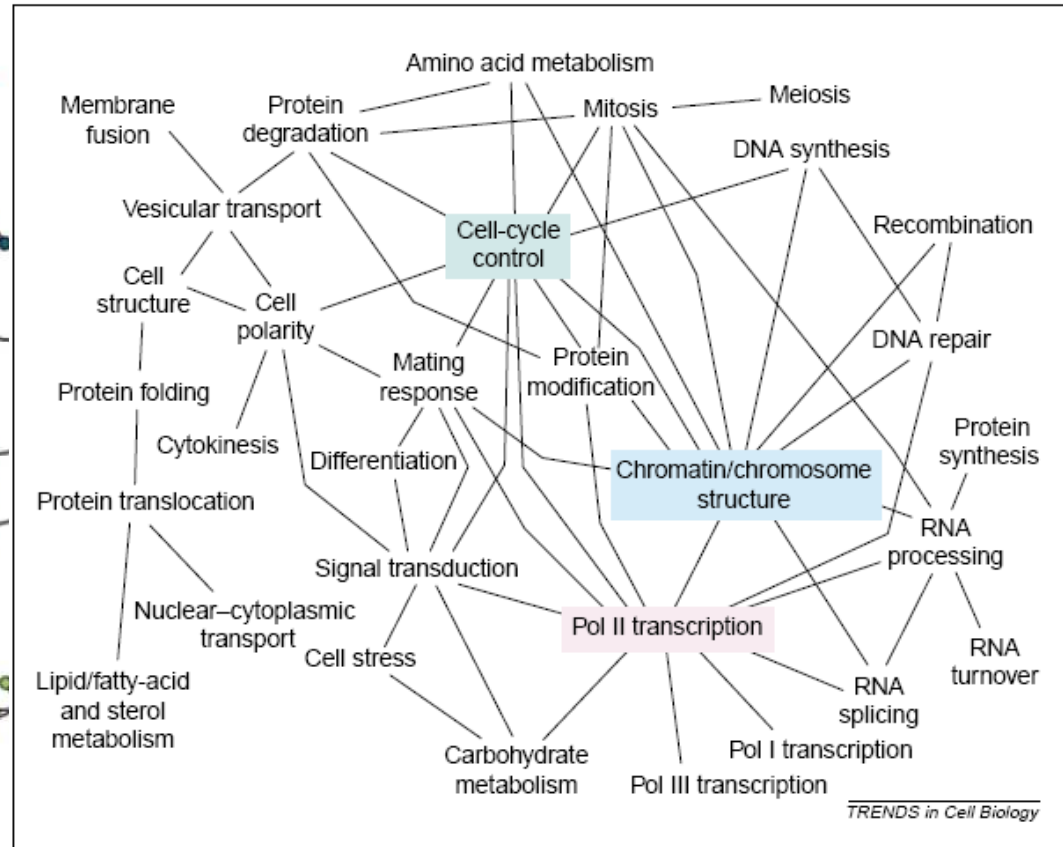 Amino acid metabolism
Membrane
fusion
Protein
degradation
Mitosis
Meiosis
DNA synthesis
Vesicular transport
Cell-cycle
control
Recombination
Cell
structure
Cell
polarity
Mating
response
Protein
modification
DNA repair
Protein folding
Cytokinesis
Differentiation
Chromatin/chromosome
structure
Protein
synthesis
Protein translocation
RNA
processing
Signal transduction
Nuclear–cytoplasmic
transport
Pol II transcription
Cell stress
RNA
turnover
Lipid/fatty-acid
and sterol
metabolism
RNA
splicing
Carbohydrate
metabolism
Pol I transcription
Pol III transcription
TRENDS in Cell Biology